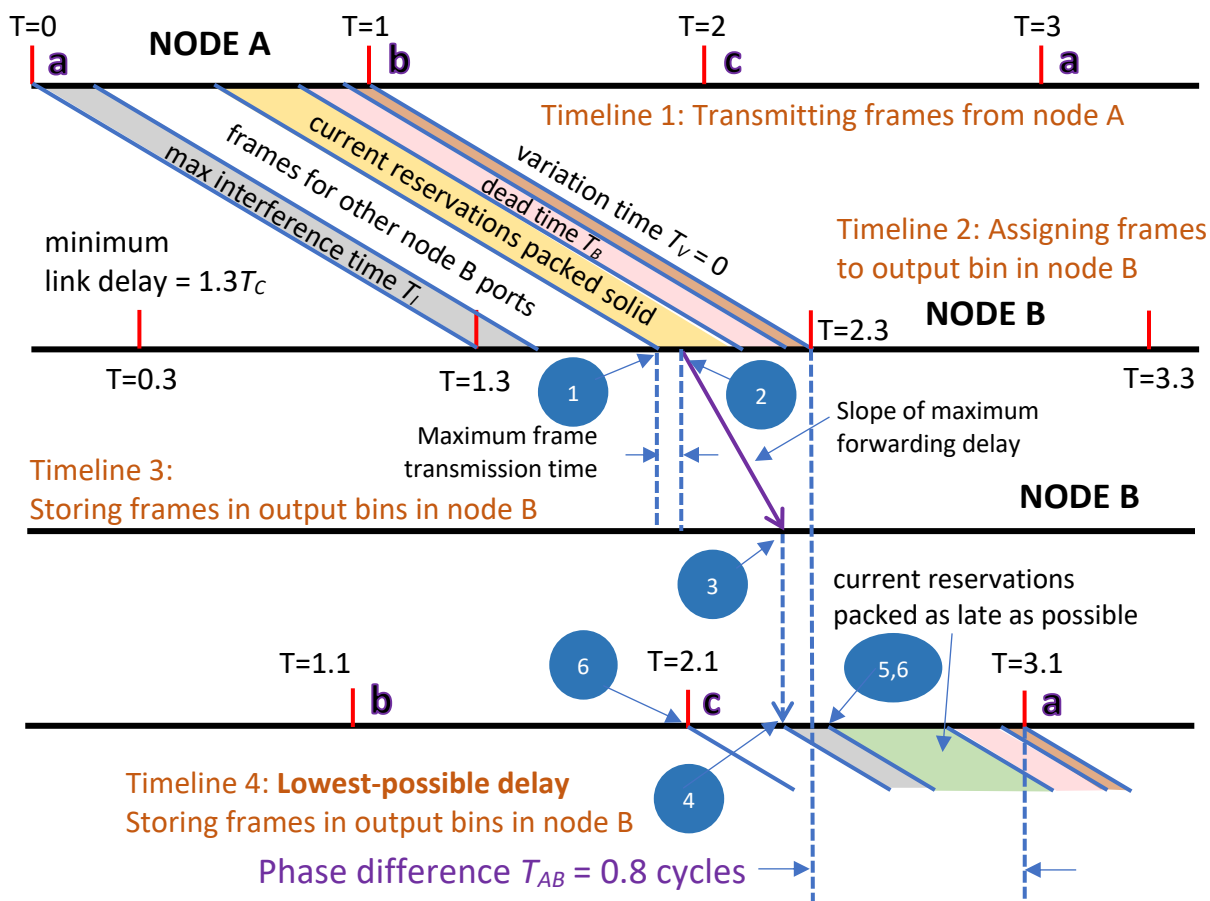 T=0
T=1
T=2
T=3
NODE A
a
b
c
a
Timeline 1: Transmitting frames from node A
max interference time TI
frames for other node B ports
current reservations packed solid
dead time TB
variation time TV = 0
minimum
link delay = 1.3TC
Timeline 2: Assigning frames
to output bin in node B
NODE B
T=2.3
T=0.3
T=1.3
T=3.3
1
2
Maximum frame
transmission time
Slope of maximum
forwarding delay
Timeline 3:
Storing frames in output bins in node B
NODE B
3
current reservations
packed as late as possible
T=1.1
6
T=2.1
5,6
T=3.1
b
c
a
4
Timeline 4: Lowest-possible delay
Storing frames in output bins in node B
Phase difference TAB = 0.8 cycles